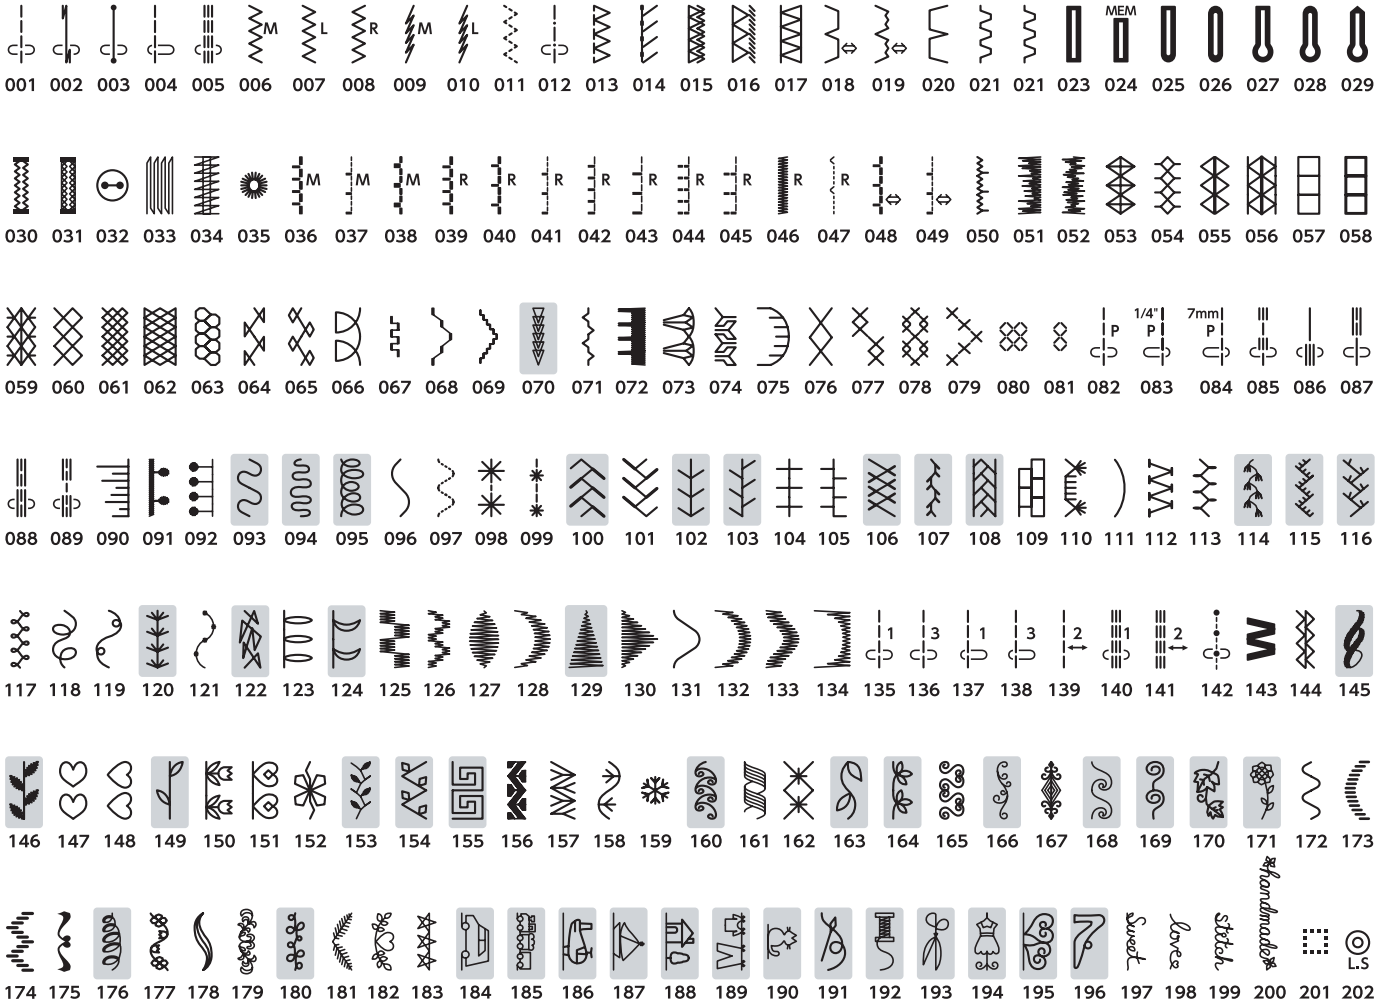 MEM
M L R M L
001 002 003 004 005 006 007 008 009 010 011 012 013 014 015 016 017 018 019 020 021 021 023 024 025 026 027 028 029
M M M R R R R R R R R R
030 031 032 033 034 035 036 037 038 039 040 041 042 043 044 045 046 047 048 049 050 051 052 053 054 055 056 057 058
1/4" 7mm
P P P
059 060 061 062 063 064 065 066 067 068 069 070 071 072 073 074 075 076 077 078 079 080 081 082 083 084 085 086 087
088 089 090 091 092 093 094 095 096 097 098 099 100 101 102 103 104 105 106 107 108 109 110 111 112 113 114 115 116
1 3 1 3 2 1 2
117 118 119 120 121 122 123 124 125 126 127 128 129 130 131 132 133 134 135 136 137 138 139 140 141 142 143 144 145
146 147 148 149 150 151 152 153 154 155 156 157 158 159 160 161 162 163 164 165 166 167 168 169 170 171 172 173
Sweet love stitch handmade
L.S
174 175 176 177 178 179 180 181 182 183 184 185 186 187 188 189 190 191 192 193 194 195 196 197 198 199 200 201 202